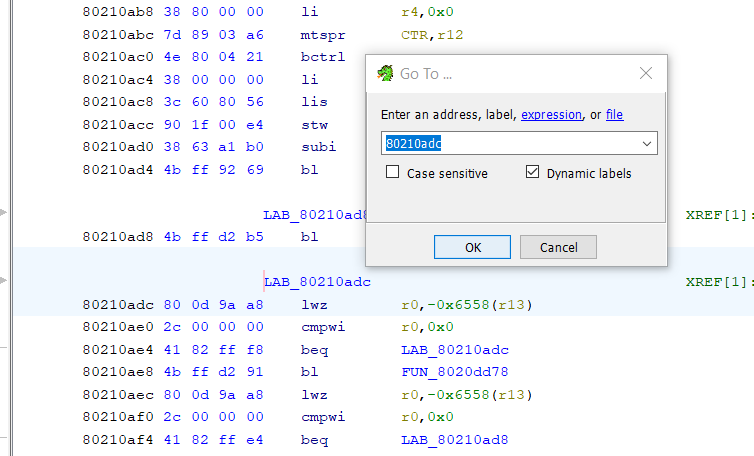 80210ab8 38 80 00 00 li r4,0x0
80210abc 7d 89 03 a6 mtspr CTR,r12
80210ac0 4e 80 04 21 bctrl
80210ac4 38 00 00 00 li
80210ac8 3c 60 80 56 lis
80210acc 90 1f 00 e4 stw
80210ad0 38 63 a1 b0 subi
80210ad4 4b ff 92 69 bl
LAB_80210ad8 XREF[1]:
80210ad8 4b ff d2 b5 bl
LAB_80210adc XREF[1]:
80210adc 80 0d 9a a8 lwz r0,-0x6558(r13)
80210ae0 2c 00 00 00 cmpwi r0,0x0
80210ae4 41 82 ff f8 beq LAB_80210adc
80210ae8 4b ff d2 91 bl FUN_8020dd78
80210aec 80 0d 9a a8 lwz r0,-0x6558(r13)
80210af0 2c 00 00 00 cmpwi r0,0x0
80210af4 41 82 ff e4 beq LAB_80210ad8
Go To ...
Enter an address, label, expression, or file
80210adc
Case sensitive Dynamic labels
OK Cancel